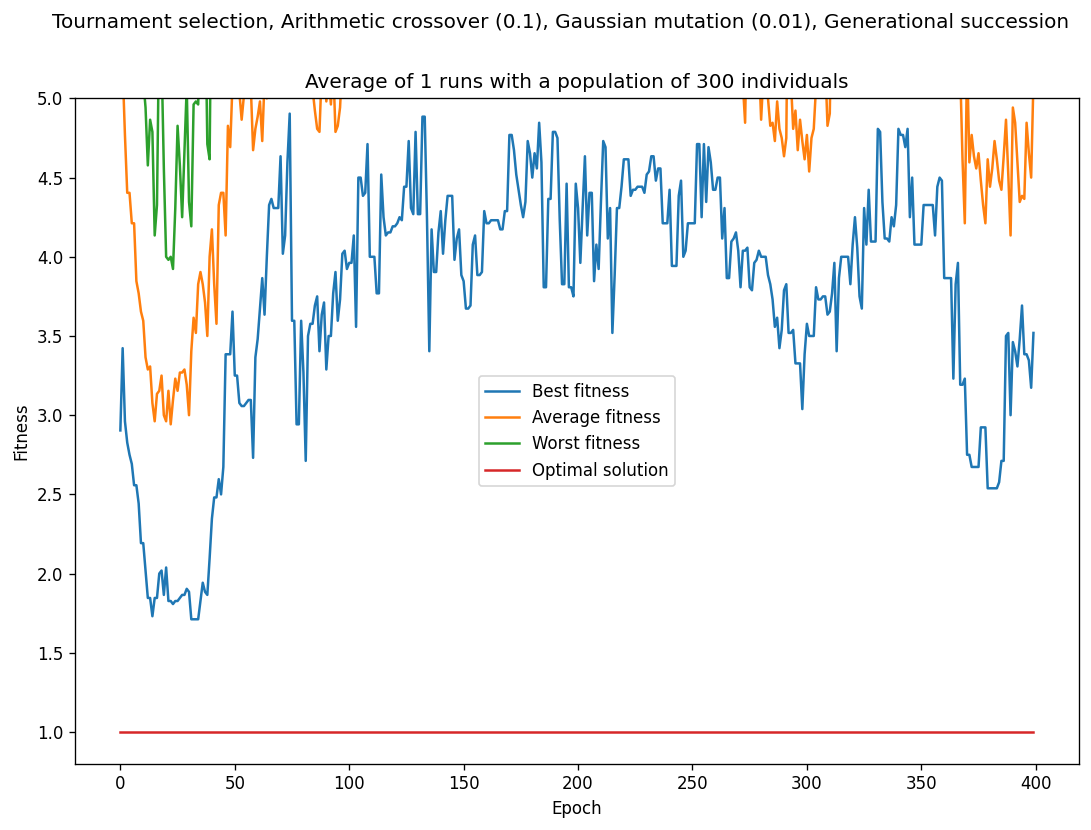 Tournament selection, Arithmetic crossover (0.1), Gaussian mutation (0.01), Generational succession
Average of 1 runs with a population of 300 individuals
5.0
4.5
4.0
3.5
3.0
2.5
2.0
1.5
1.0
Fitness
Best fitness
Average fitness
Worst fitness
Optimal solution
0 50 100 150 200 250 300 350 400
Epoch